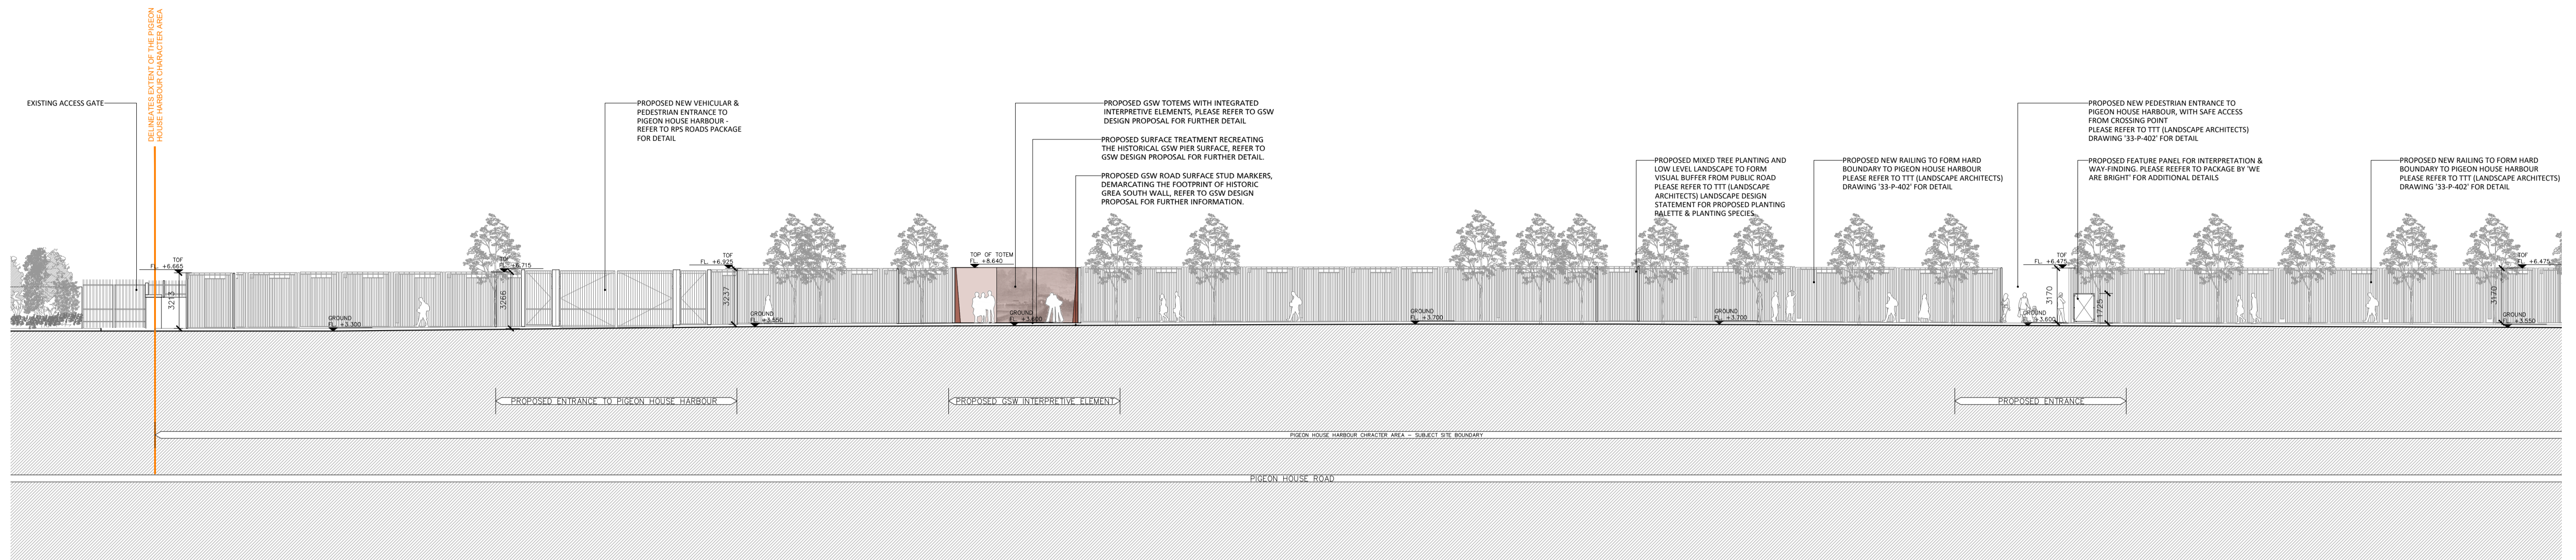 DELINEATES EXTENT OF THE PIGEON
HOUSE HARBOUR CHARACTER AREA
EXISTING ACCESS GATE
PROPOSED NEW VEHICULAR &
PEDESTRIAN ENTRANCE TO
PIGEON HOUSE HARBOUR -
REFER TO RPS ROADS PACKAGE
FOR DETAIL
PROPOSED GSW TOTEMS WITH INTEGRATED
INTERPRETIVE ELEMENTS, PLEASE REFER TO GSW
DESIGN PROPOSAL FOR FURTHER DETAIL
PROPOSED SURFACE TREATMENT RECREATING
THE HISTORICAL GSW PIER SURFACE, REFER TO
GSW DESIGN PROPOSAL FOR FURTHER DETAIL.
PROPOSED GSW ROAD SURFACE STUD MARKERS,
DEMARCATING THE FOOTPRINT OF HISTORIC
GREA SOUTH WALL, REFER TO GSW DESIGN
PROPOSAL FOR FURTHER INFORMATION.
PROPOSED MIXED TREE PLANTING AND
LOW LEVEL LANDSCAPE TO FORM
VISUAL BUFFER FROM PUBLIC ROAD
PLEASE REFER TO TTT (LANDSCAPE
ARCHITECTS) LANDSCAPE DESIGN
STATEMENT FOR PROPOSED PLANTING
PALETTE & PLANTING SPECIES.
PROPOSED NEW RAILING TO FORM HARD
BOUNDARY TO PIGEON HOUSE HARBOUR
PLEASE REFER TO TTT (LANDSCAPE ARCHITECTS)
DRAWING '33-P-402' FOR DETAIL
PROPOSED NEW PEDESTRIAN ENTRANCE TO
PIGEON HOUSE HARBOUR, WITH SAFE ACCESS
FROM CROSSING POINT
PLEASE REFER TO TTT (LANDSCAPE ARCHITECTS)
DRAWING '33-P-402' FOR DETAIL
PROPOSED FEATURE PANEL FOR INTERPRETATION &
WAY-FINDING. PLEASE REEFER TO PACKAGE BY 'WE
ARE BRIGHT' FOR ADDITIONAL DETAILS
PROPOSED NEW RAILING TO FORM HARD
BOUNDARY TO PIGEON HOUSE HARBOUR
PLEASE REFER TO TTT (LANDSCAPE ARCHITECTS)
DRAWING '33-P-402' FOR DETAIL
TOF
FL. +6.665
3213
TOF
FL. +6.715
3266
TOF
FL. +6.925
3237
TOP OF TOTEM
FL. +8.640
TOF
FL. +6.475
3170
1725
TOF
FL. +6.475
3170
GROUND
FL. +3.300
GROUND
FL. +3.550
GROUND
FL. +3.600
GROUND
FL. +3.700
GROUND
FL. +3.700
GROUND
FL. +3.600
GROUND
FL. +3.550
PROPOSED ENTRANCE TO PIGEON HOUSE HARBOUR
PROPOSED GSW INTERPRETIVE ELEMENT
PROPOSED ENTRANCE
PIGEON HOUSE HARBOUR CHRACTER AREA - SUBJECT SITE BOUNDARY
PIGEON HOUSE ROAD